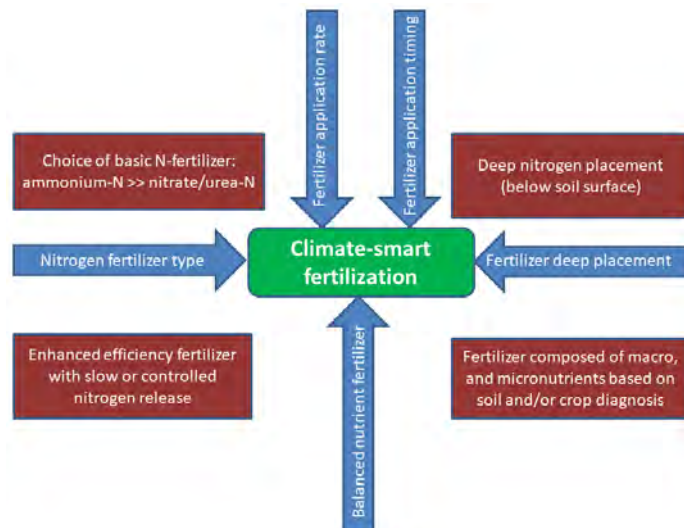 Fertilizer application rate
Fertilizer application timing
Choice of basic N-fertilizer:
ammonium-N >> nitrate/urea-N
Deep nitrogen placement
(below soil surface)
Nitrogen fertilizer type
Climate-smart
fertilization
Fertilizer deep placement
Enhanced efficiency fertilizer
with slow or controlled
nitrogen release
Balanced nutrient fertilizer
Fertilizer composed of macro,
and micronutrients based on
soil and/or crop diagnosis